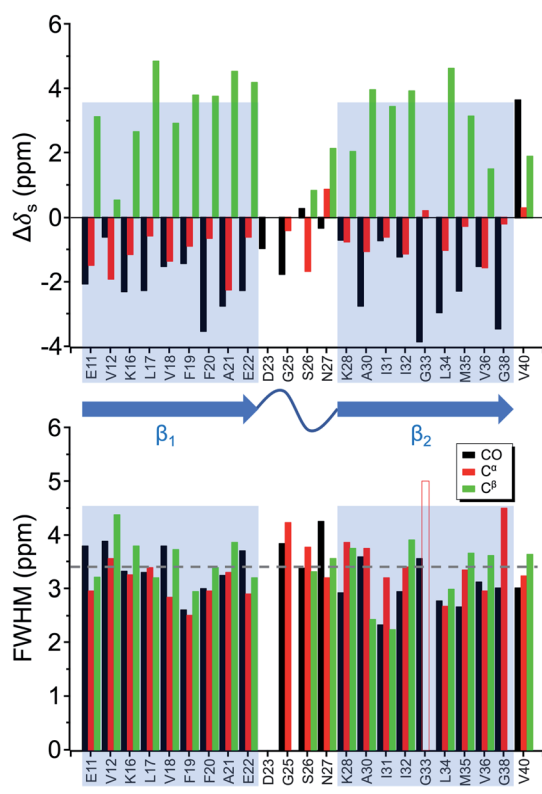 6
4
2
0
-2
-4
Δδs (ppm)
E11 V12 K16 L17 V18 F19 F20 A21 E22 D23 G25 S26 N27 K28 A30 I31 I32 G33 L34 M35 V36 G38 V40
β1 β2
6
5
4
3
2
1
0
FWHM (ppm)
CO
Cα
Cβ
E11 V12 K16 L17 V18 F19 F20 A21 E22 D23 G25 S26 N27 K28 A30 I31 I32 G33 L34 M35 V36 G38 V40